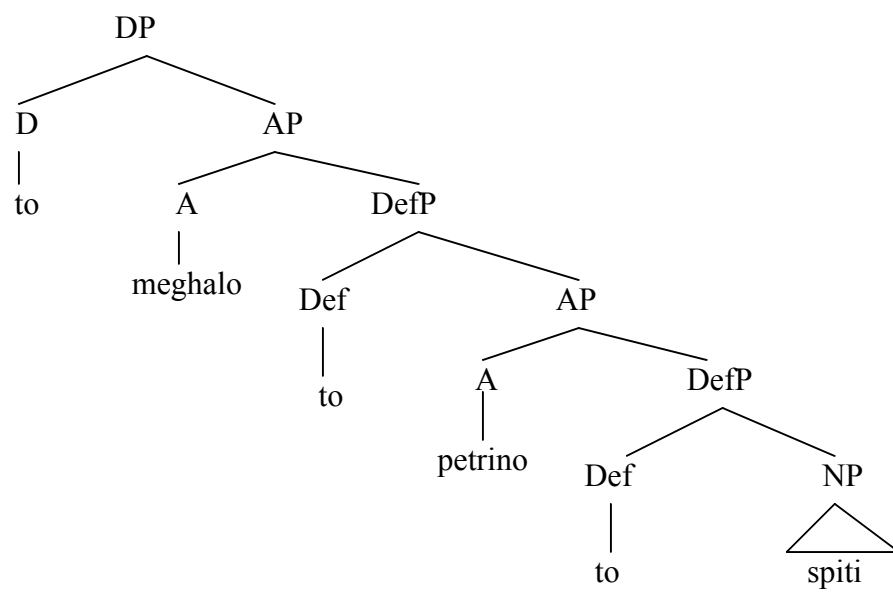 DP
D AP
to A DefP
meghalo Def AP
to A DefP
petrino Def NP
to spiti